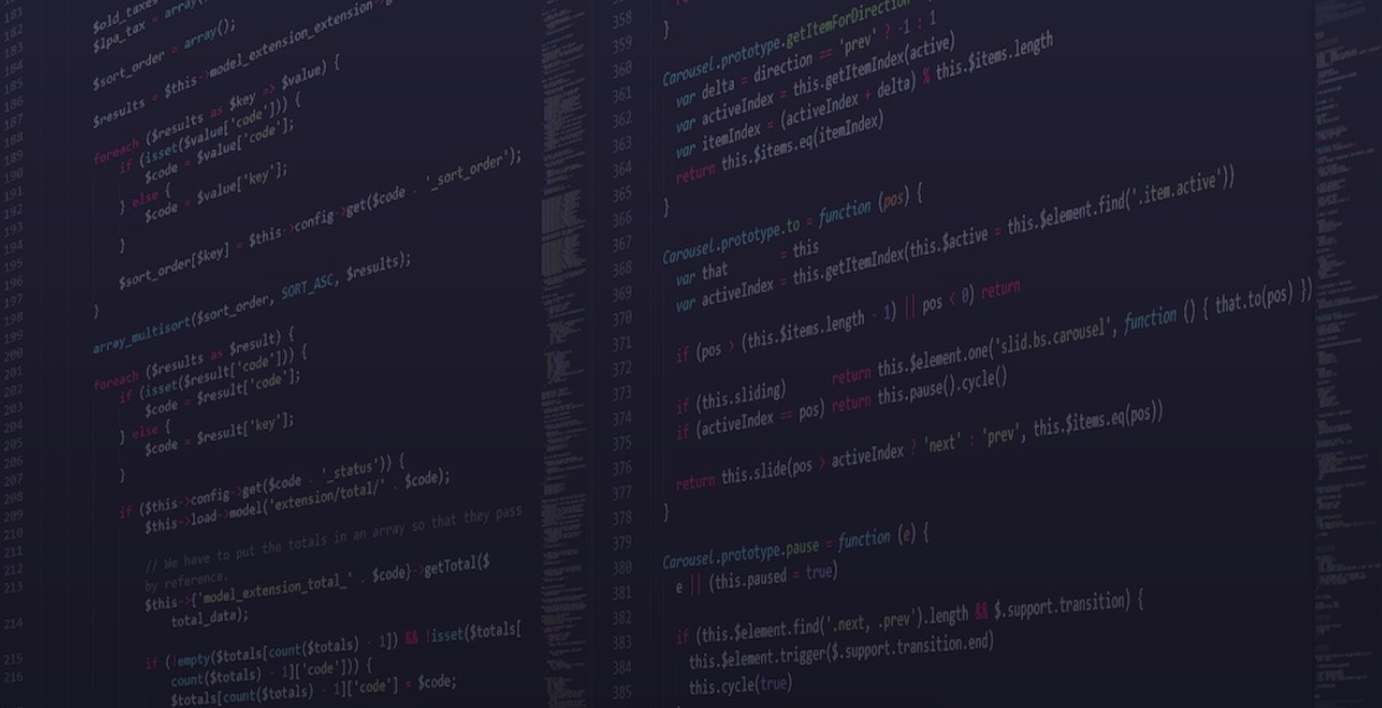 181
182
183
184
185
186
187
188
189
190
191
192
193
194
195
196
197
198
199
200
201
202
203
204
205
206
207
208
209
210
211
212
213
214
215
216
$old_taxes
$lpa_tax = array(
$sort_order = array();
$results = $this->model_extension_extension->
foreach ($results as $key => $value) {
if (isset($value['code'])) {
$code = $value['code'];
} else {
$code = $value['key'];
}
$sort_order[$key] = $this->config->get($code . '_sort_order');
}
array_multisort($sort_order, SORT_ASC, $results);
foreach ($results as $result) {
if (isset($result['code'])) {
$code = $result['code'];
} else {
$code = $result['key'];
}
if ($this->config->get($code . '_status')) {
$this->load->model('extension/total/' . $code);
// We have to put the totals in an array so that they pass
by reference.
$this->{'model_extension_total_' . $code}->getTotal($
total_data);
if (!empty($totals[count($totals) - 1]) && !isset($totals[
count($totals) - 1]['code'])) {
$totals[count($totals) - 1]['code'] = $code;
358
359
360
361
362
363
364
365
366
367
368
369
370
371
372
373
374
375
376
377
378
379
380
381
382
383
384
385
}
Carousel.prototype.getItemForDirection
var delta = direction == 'prev' ? -1 : 1
var activeIndex = this.getItemIndex(active)
var itemIndex = (activeIndex + delta) % this.$items.length
return this.$items.eq(itemIndex)
}
Carousel.prototype.to = function (pos) {
var that = this
var activeIndex = this.getItemIndex(this.$active = this.$element.find('.item.active'))
if (pos > (this.$items.length - 1) || pos < 0) return
if (this.sliding) return this.$element.one('slid.bs.carousel', function () { that.to(pos) })
if (activeIndex == pos) return this.pause().cycle()
return this.slide(pos > activeIndex ? 'next' : 'prev', this.$items.eq(pos))
}
Carousel.prototype.pause = function (e) {
e || (this.paused = true)
if (this.$element.find('.next, .prev').length && $.support.transition) {
this.$element.trigger($.support.transition.end)
this.cycle(true)